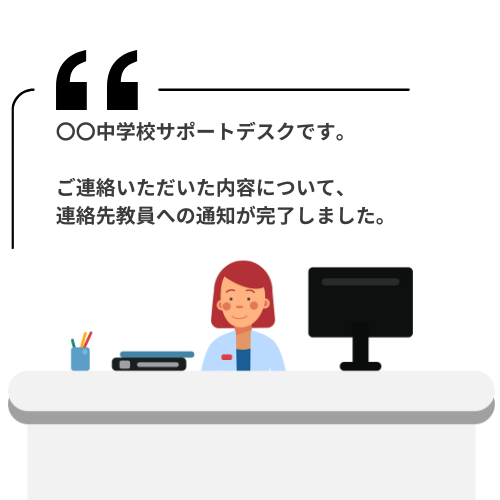 〇〇中学校サポートデスクです。
ご連絡いただいた内容について、
連絡先教員への通知が完了しました。